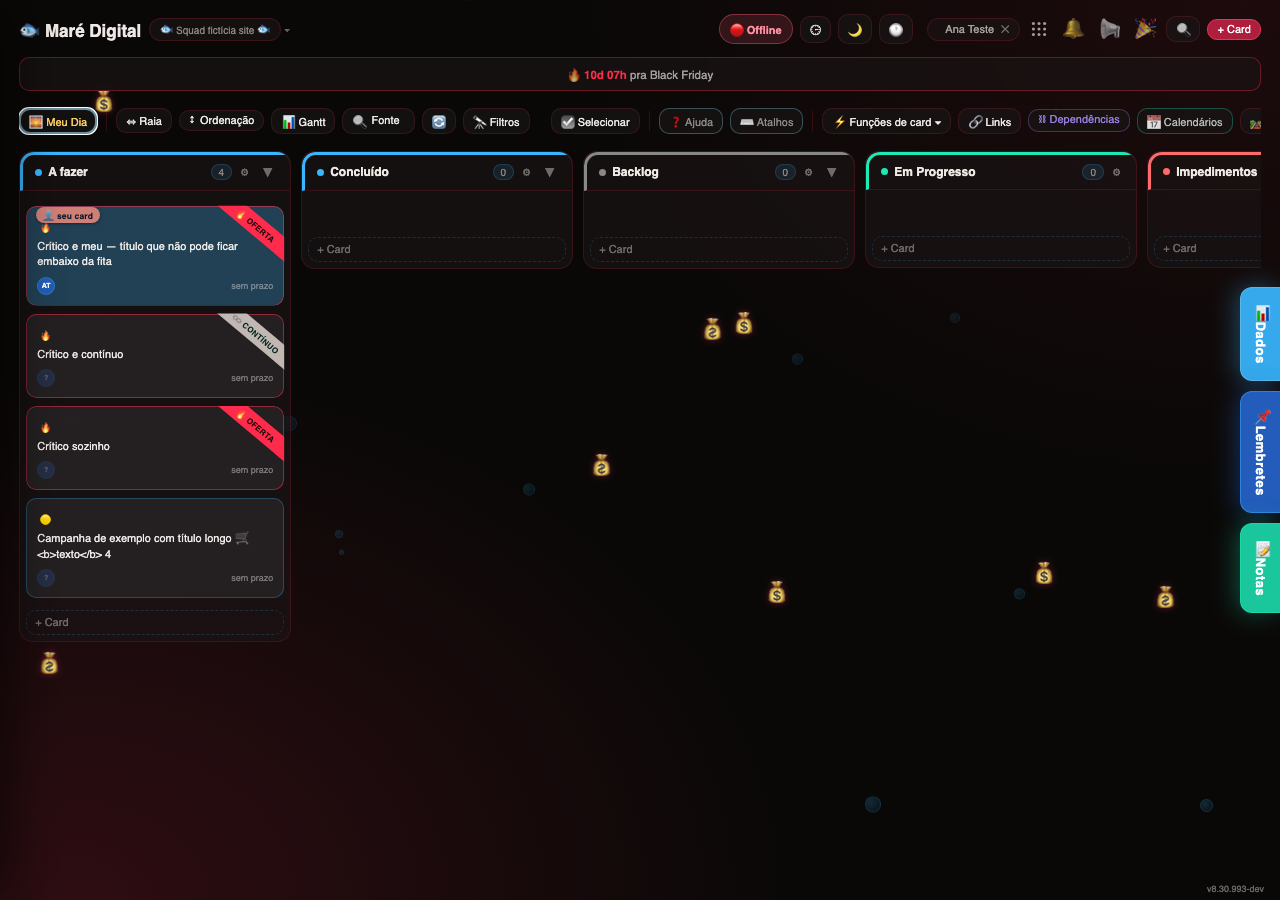 Maré Digital
Squad fictícia site
Offline
Ana Teste ✕
+ Card
10d 07h pra Black Friday
Meu Dia
⇔ Raia
↕ Ordenação
Gantt
Fonte
Filtros
Selecionar
❓ Ajuda
Atalhos
⚡ Funções de card ▾
Links
Dependências
Calendários
A fazer
4
Concluído
0
Backlog
0
Em Progresso
0
Impedimentos
seu card
OFERTA
Crítico e meu — título que não pode ficar
embaixo da fita
AT
sem prazo
CONTÍNUO
Crítico e contínuo
?
sem prazo
OFERTA
Crítico sozinho
?
sem prazo
Campanha de exemplo com título longo 🛒
<b>texto</b> 4
?
sem prazo
+ Card
+ Card
+ Card
+ Card
+ Card
Dados
Lembretes
Notas
v8.30.993-dev